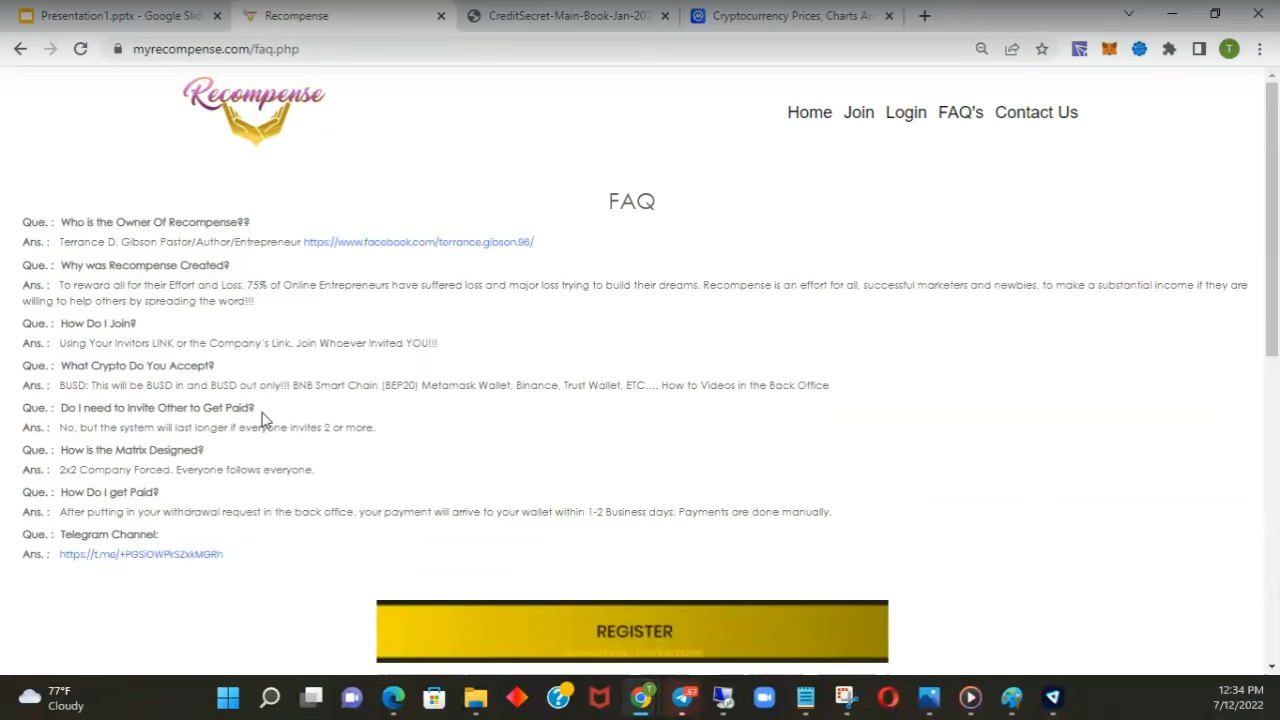 Presentation1.pptx - Google Slid
Recompense
CreditSecret-Main-Book-Jan-202
Cryptocurrency Prices, Charts An
myrecompense.com/faq.php
T
Recompense
Home Join Login FAQ's Contact Us
FAQ
Que. : Who is the Owner Of Recompense??
Ans. : Terrance D. Gibson Pastor/Author/Entrepreneur https://www.facebook.com/terrance.gibson.96/
Que. : Why was Recompense Created?
Ans. : To reward all for their Effort and Loss. 75% of Online Entrepreneurs have suffered loss and major loss trying to build their dreams. Recompense is an effort for all, successful marketers and newbies, to make a substantial income if they are
willing to help others by spreading the word!!!
Que. : How Do I Join?
Ans. : Using Your Invitors LINK or the Company's Link. Join Whoever Invited YOU!!!
Que. : What Crypto Do You Accept?
Ans. : BUSD: This will be BUSD in and BUSD out only!!! BNB Smart Chain (BEP20) Metamask Wallet, Binance, Trust Wallet, ETC.... How to Videos in the Back Office
Que. : Do I need to Invite Other to Get Paid?
Ans. : No, but the system will last longer if everyone invites 2 or more.
Que. : How is the Matrix Designed?
Ans. : 2x2 Company Forced. Everyone follows everyone.
Que. : How Do I get Paid?
Ans. : After putting in your withdrawal request in the back office, your payment will arrive to your wallet within 1-2 Business days. Payments are done manually.
Que. : Telegram Channel:
Ans. : https://t.me/+PGSiOWPkSZxkMGRh
REGISTER
77°F
Cloudy
67
12:34 PM
7/12/2022